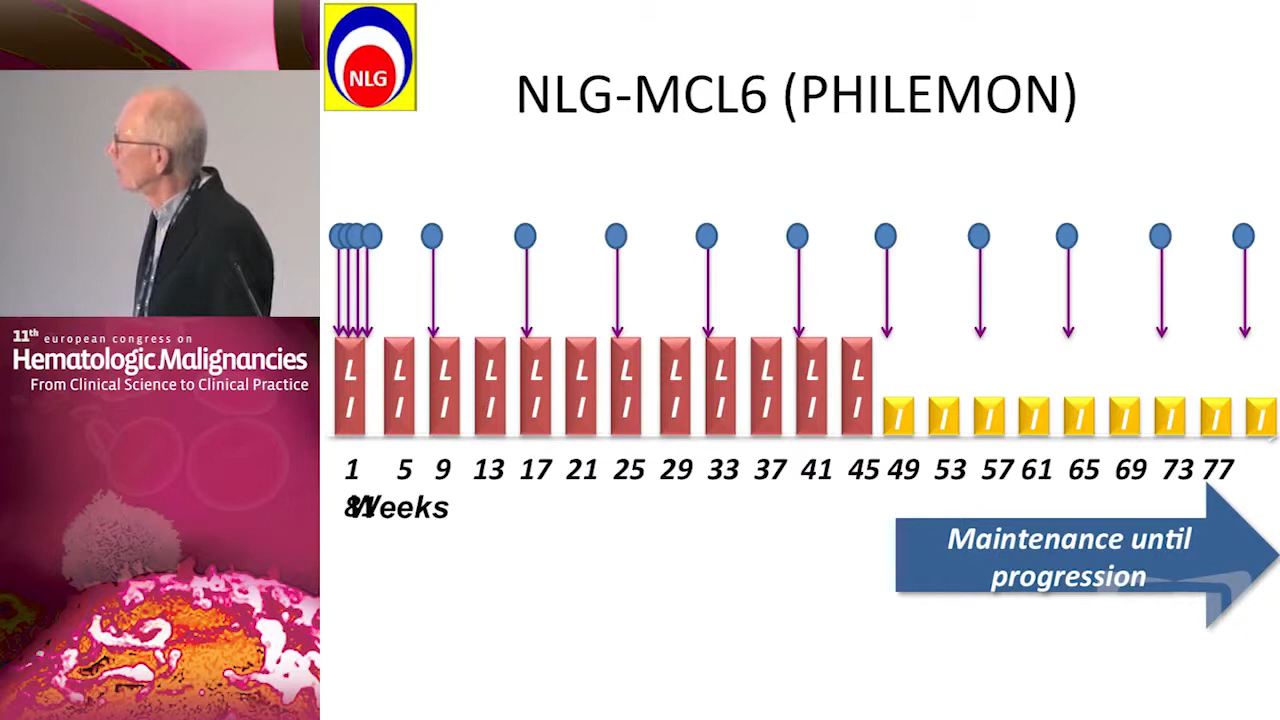 NLG
NLG-MCL6 (PHILEMON)
11th european congress on
Hematologic Malignancies
From Clinical Science to Clinical Practice
L L L L L L L L L L L L
I I I I I I I I I I I I I I I I I I I I I
1 5 9 13 17 21 25 29 33 37 41 45 49 53 57 61 65 69 73 77
81
Weeks
Maintenance until
progression